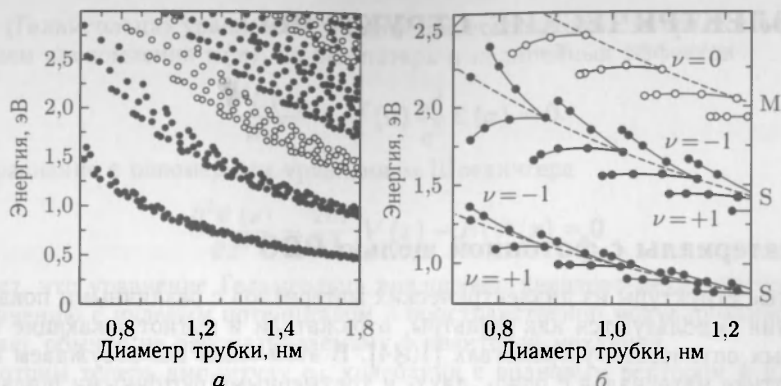 Энергия, эВ
2,5
2,0
1,5
1,0
0,5
0
0,8
1,2
1,8
Диаметр трубки, нм
а
Энергия, эВ
2,5
2,0
1,5
1,0
ν=0
M
ν=−1
S
ν=−1
ν=+1
ν=+1
S
0,8
1,0
1,2
Диаметр трубки, нм
б